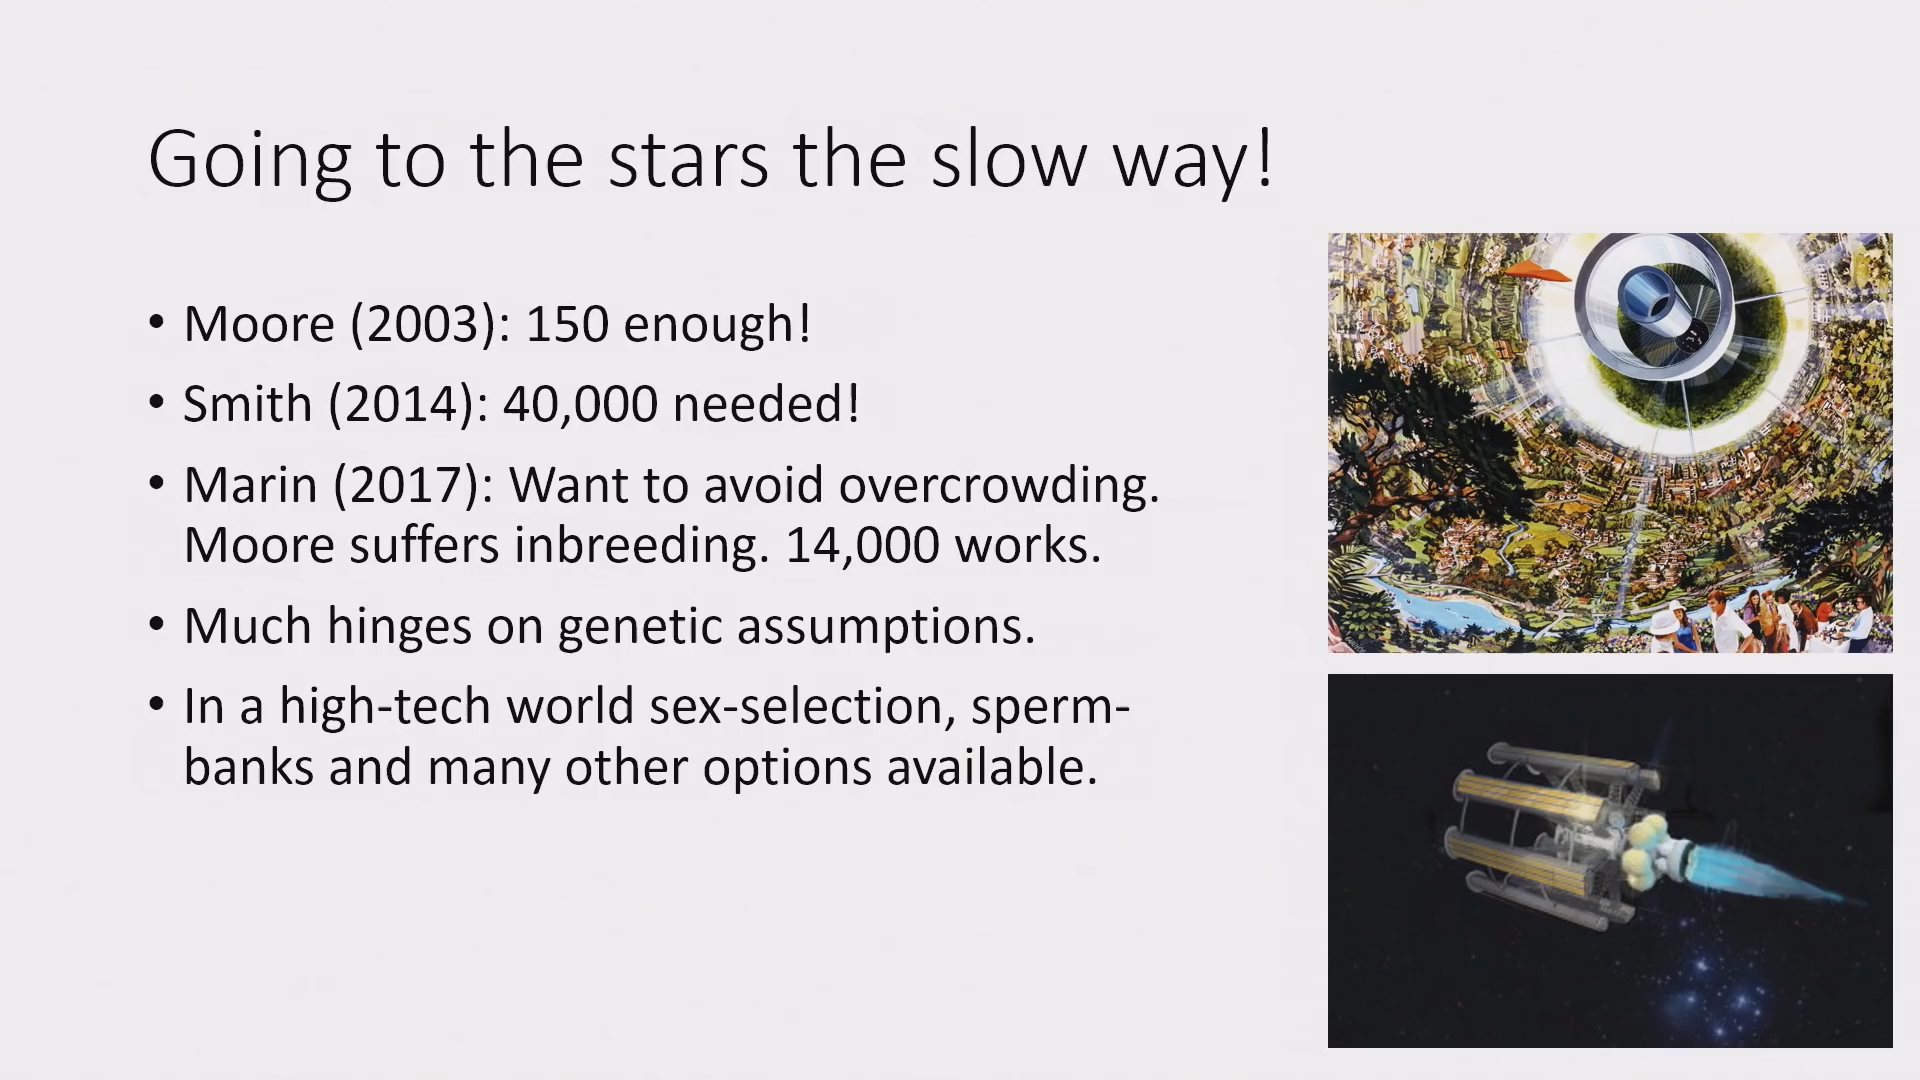 Going to the stars the slow way!
• Moore (2003): 150 enough!
• Smith (2014): 40,000 needed!
• Marin (2017): Want to avoid overcrowding.
Moore suffers inbreeding. 14,000 works.
• Much hinges on genetic assumptions.
• In a high-tech world sex-selection, sperm-
banks and many other options available.